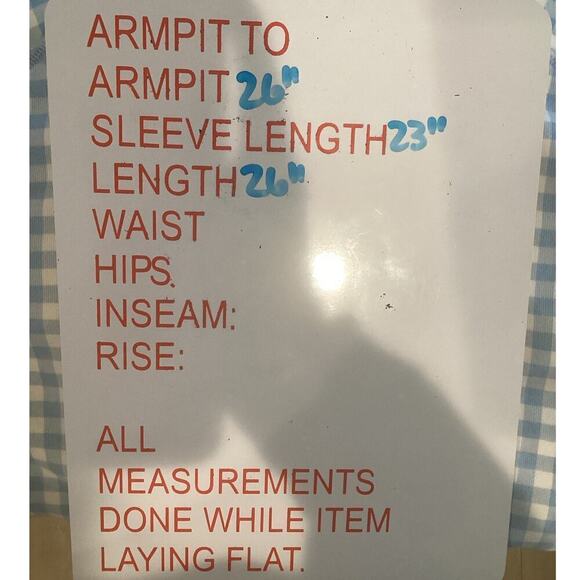 ARMPIT TO
ARMPIT 26"
SLEEVE LENGTH 23"
LENGTH 26"
WAIST
HIPS
INSEAM:
RISE:
ALL
MEASUREMENTS
DONE WHILE ITEM
LAYING FLAT.